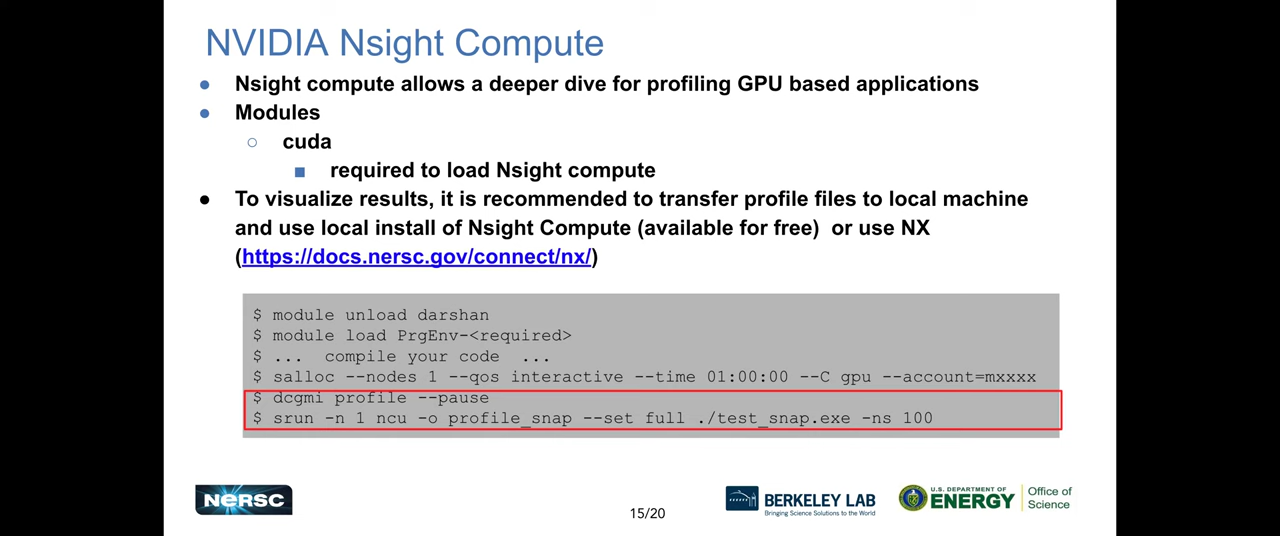 NVIDIA Nsight Compute
● Nsight compute allows a deeper dive for profiling GPU based applications
● Modules
○ cuda
■ required to load Nsight compute
● To visualize results, it is recommended to transfer profile files to local machine
and use local install of Nsight Compute (available for free)  or use NX
(https://docs.nersc.gov/connect/nx/)
$ module unload darshan
$ module load PrgEnv-<required>
$ ...  compile your code  ...
$ salloc --nodes 1 --qos interactive --time 01:00:00 --C gpu --account=mxxxx
$ dcgmi profile --pause
$ srun -n 1 ncu -o profile_snap --set full ./test_snap.exe -ns 100
NERSC
15/20
BERKELEY LAB
Bringing Science Solutions to the World
U.S. DEPARTMENT OF
ENERGY
Office of
Science